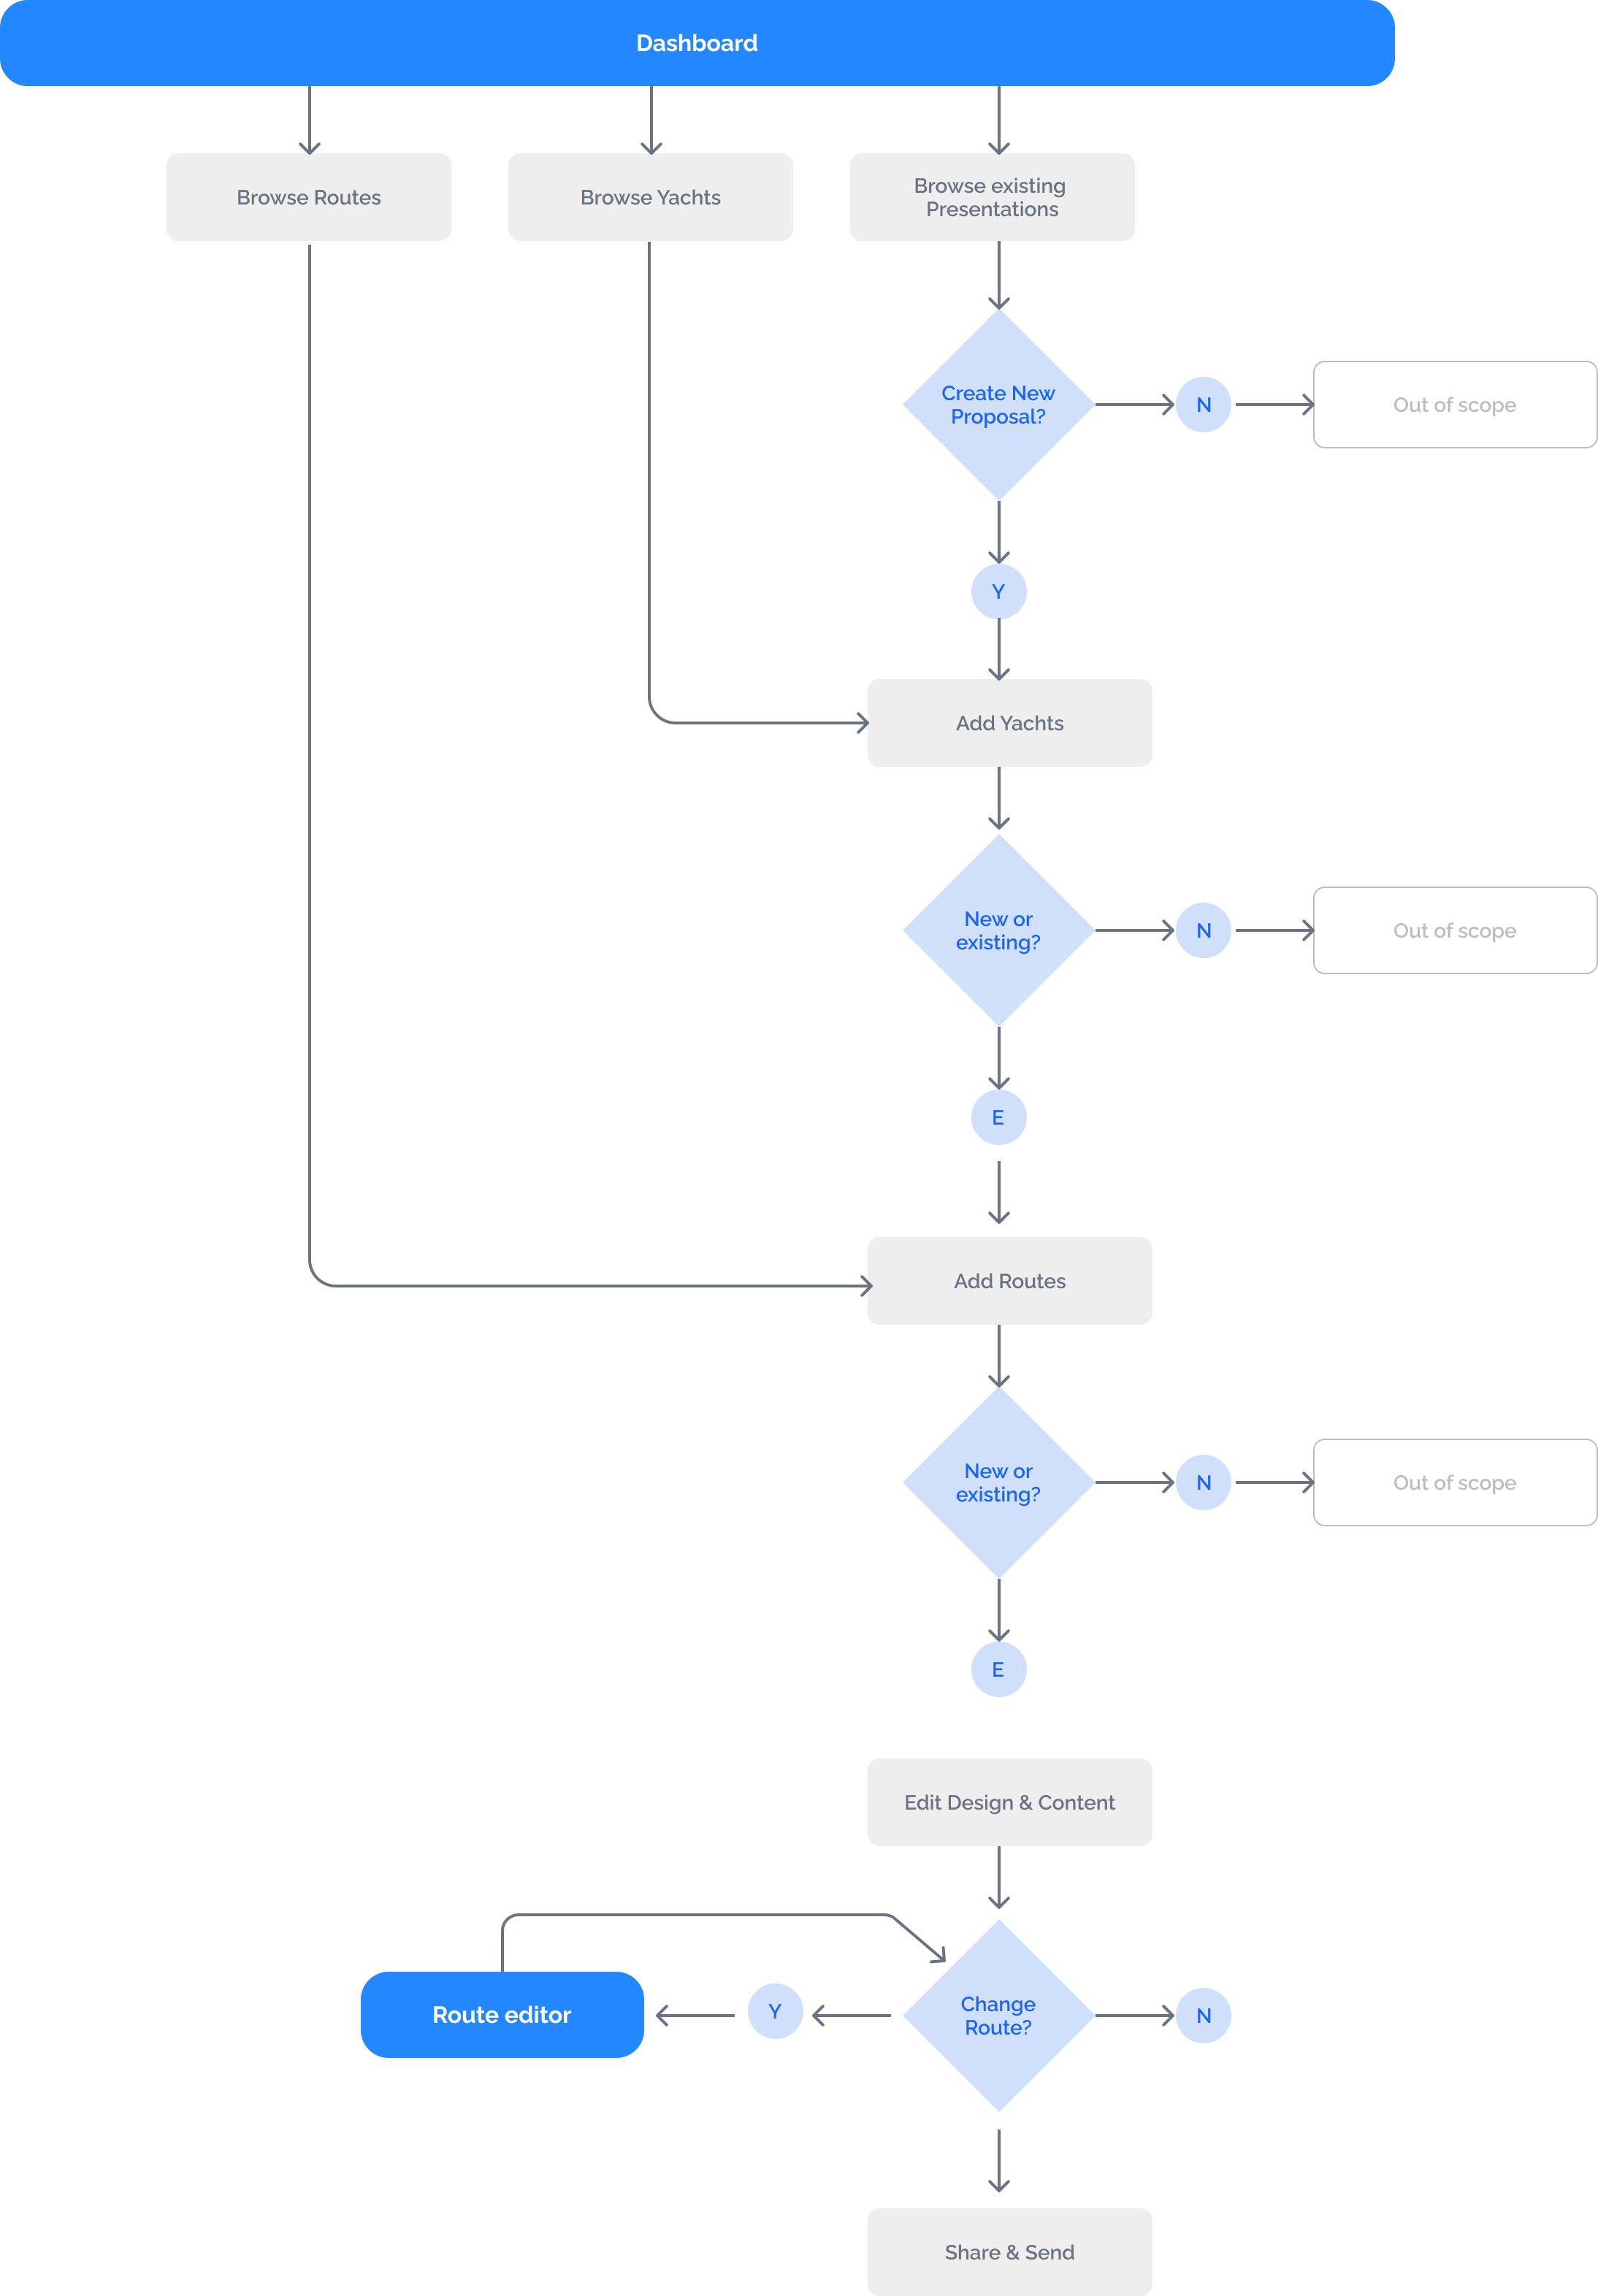 Dashboard
Browse Routes
Browse Yachts
Browse existing
Presentations
Create New
Proposal?
N
Out of scope
Y
Add Yachts
New or
existing?
N
Out of scope
E
Add Routes
New or
existing?
N
Out of scope
E
Edit Design & Content
Route editor
Y
Change
Route?
N
Share & Send